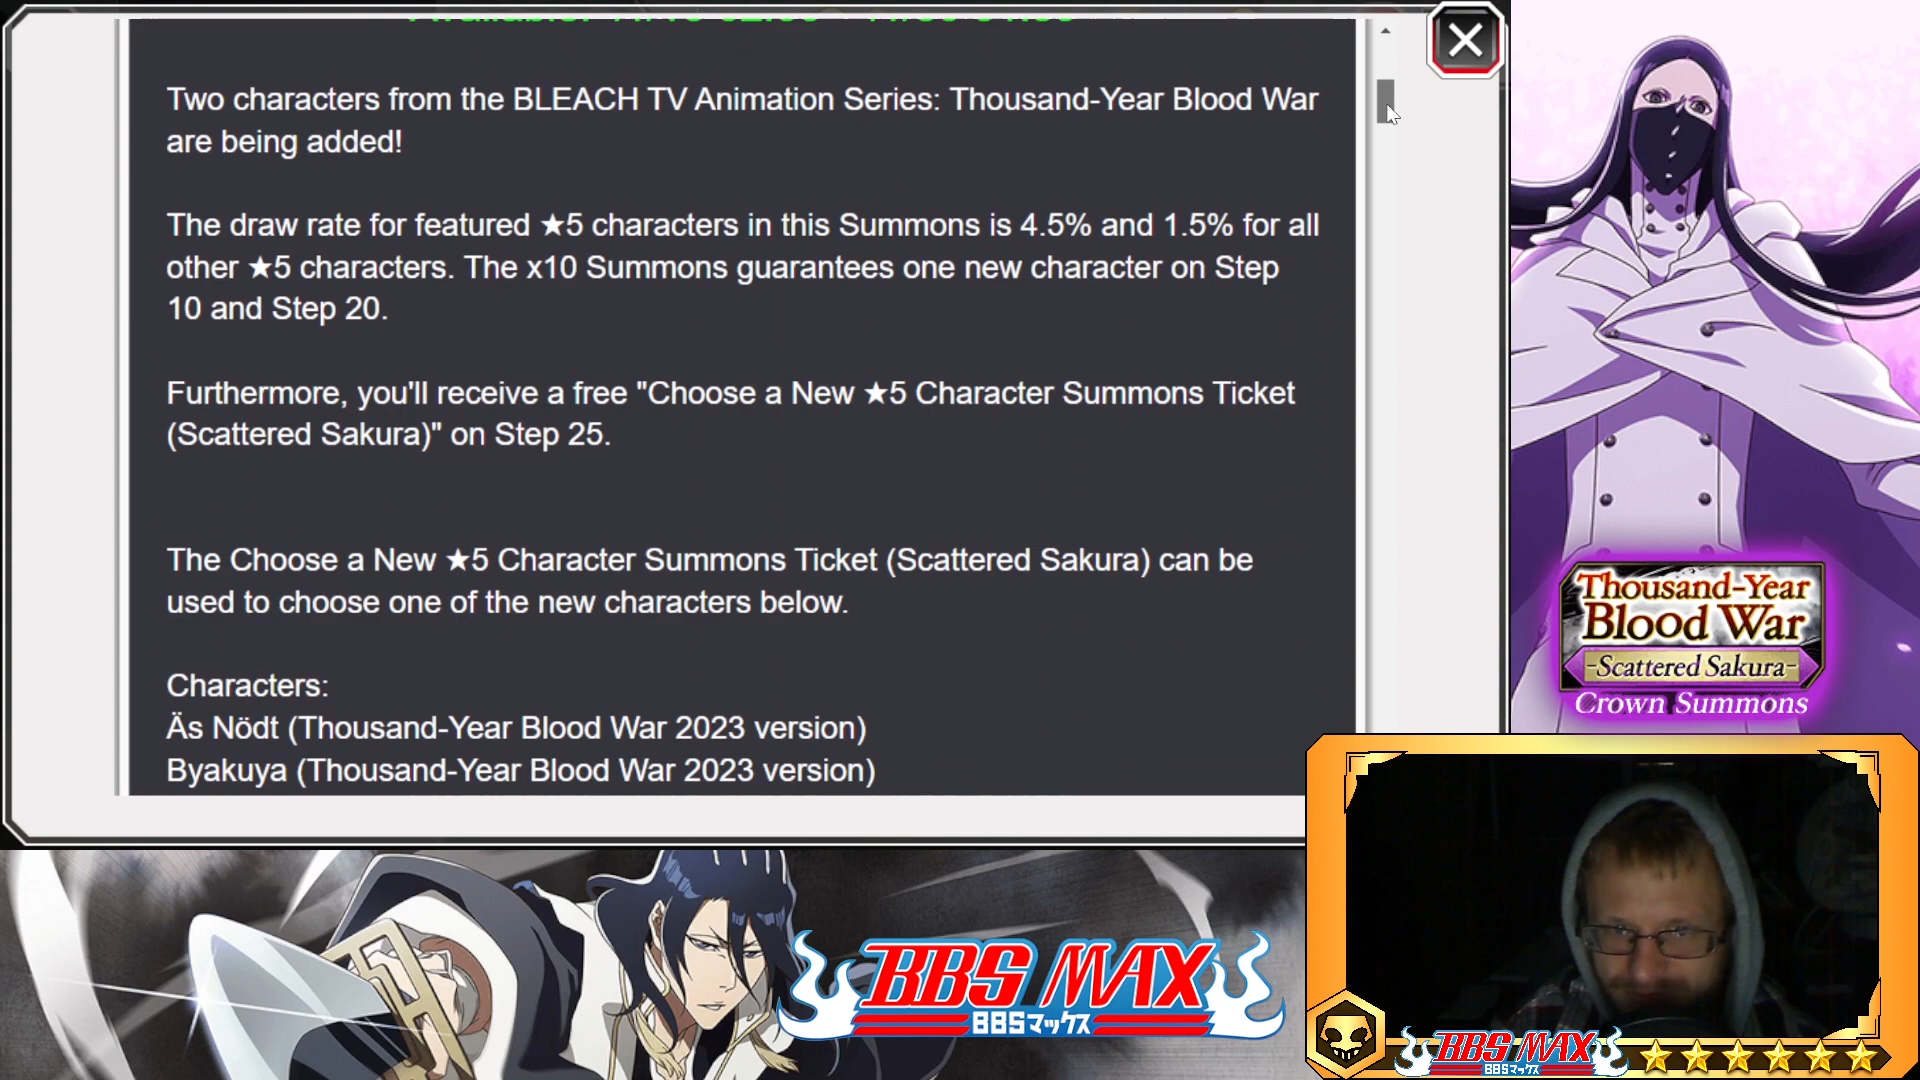 Two characters from the BLEACH TV Animation Series: Thousand-Year Blood War
are being added!
The draw rate for featured ★5 characters in this Summons is 4.5% and 1.5% for all
other ★5 characters. The x10 Summons guarantees one new character on Step
10 and Step 20.
Furthermore, you'll receive a free "Choose a New ★5 Character Summons Ticket
(Scattered Sakura)" on Step 25.
The Choose a New ★5 Character Summons Ticket (Scattered Sakura) can be
used to choose one of the new characters below.
Characters:
Äs Nödt (Thousand-Year Blood War 2023 version)
Byakuya (Thousand-Year Blood War 2023 version)
Thousand-Year
Blood War
-Scattered Sakura-
Crown Summons
BBS MAX
BBSマックス
BBS MAX
BBSマックス